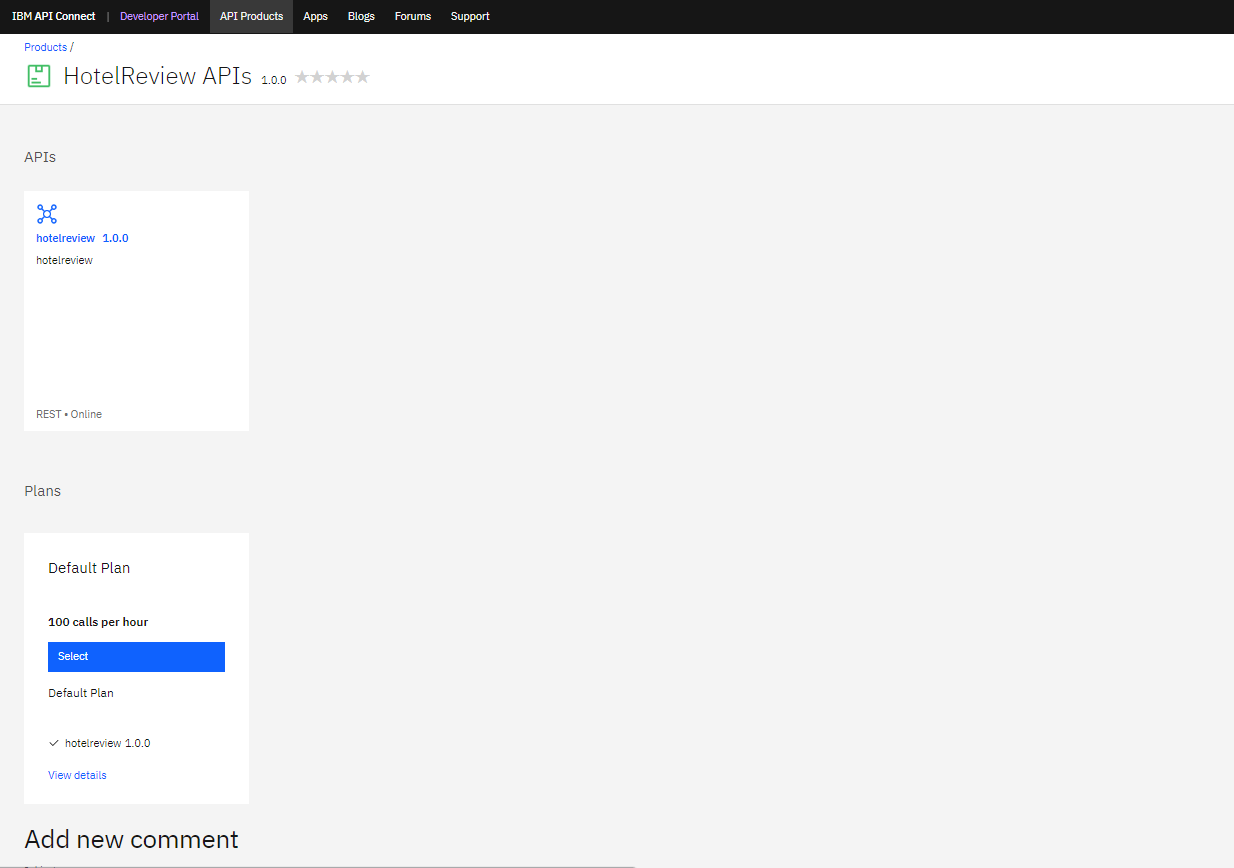 IBM API Connect | Developer Portal API Products Apps Blogs Forums Support
Products /
HotelReview APIs 1.0.0
APIs
hotelreview 1.0.0
hotelreview
REST • Online
Plans
Default Plan
100 calls per hour
Select
Default Plan
hotelreview 1.0.0
View details
Add new comment